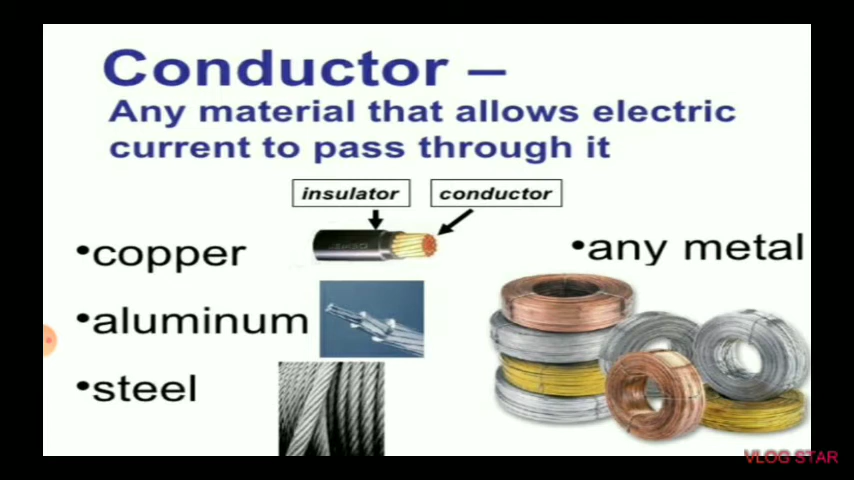 Conductor –
Any material that allows electric
current to pass through it
insulator
conductor
•copper
•any metal
•aluminum
•steel
VLOG STAR